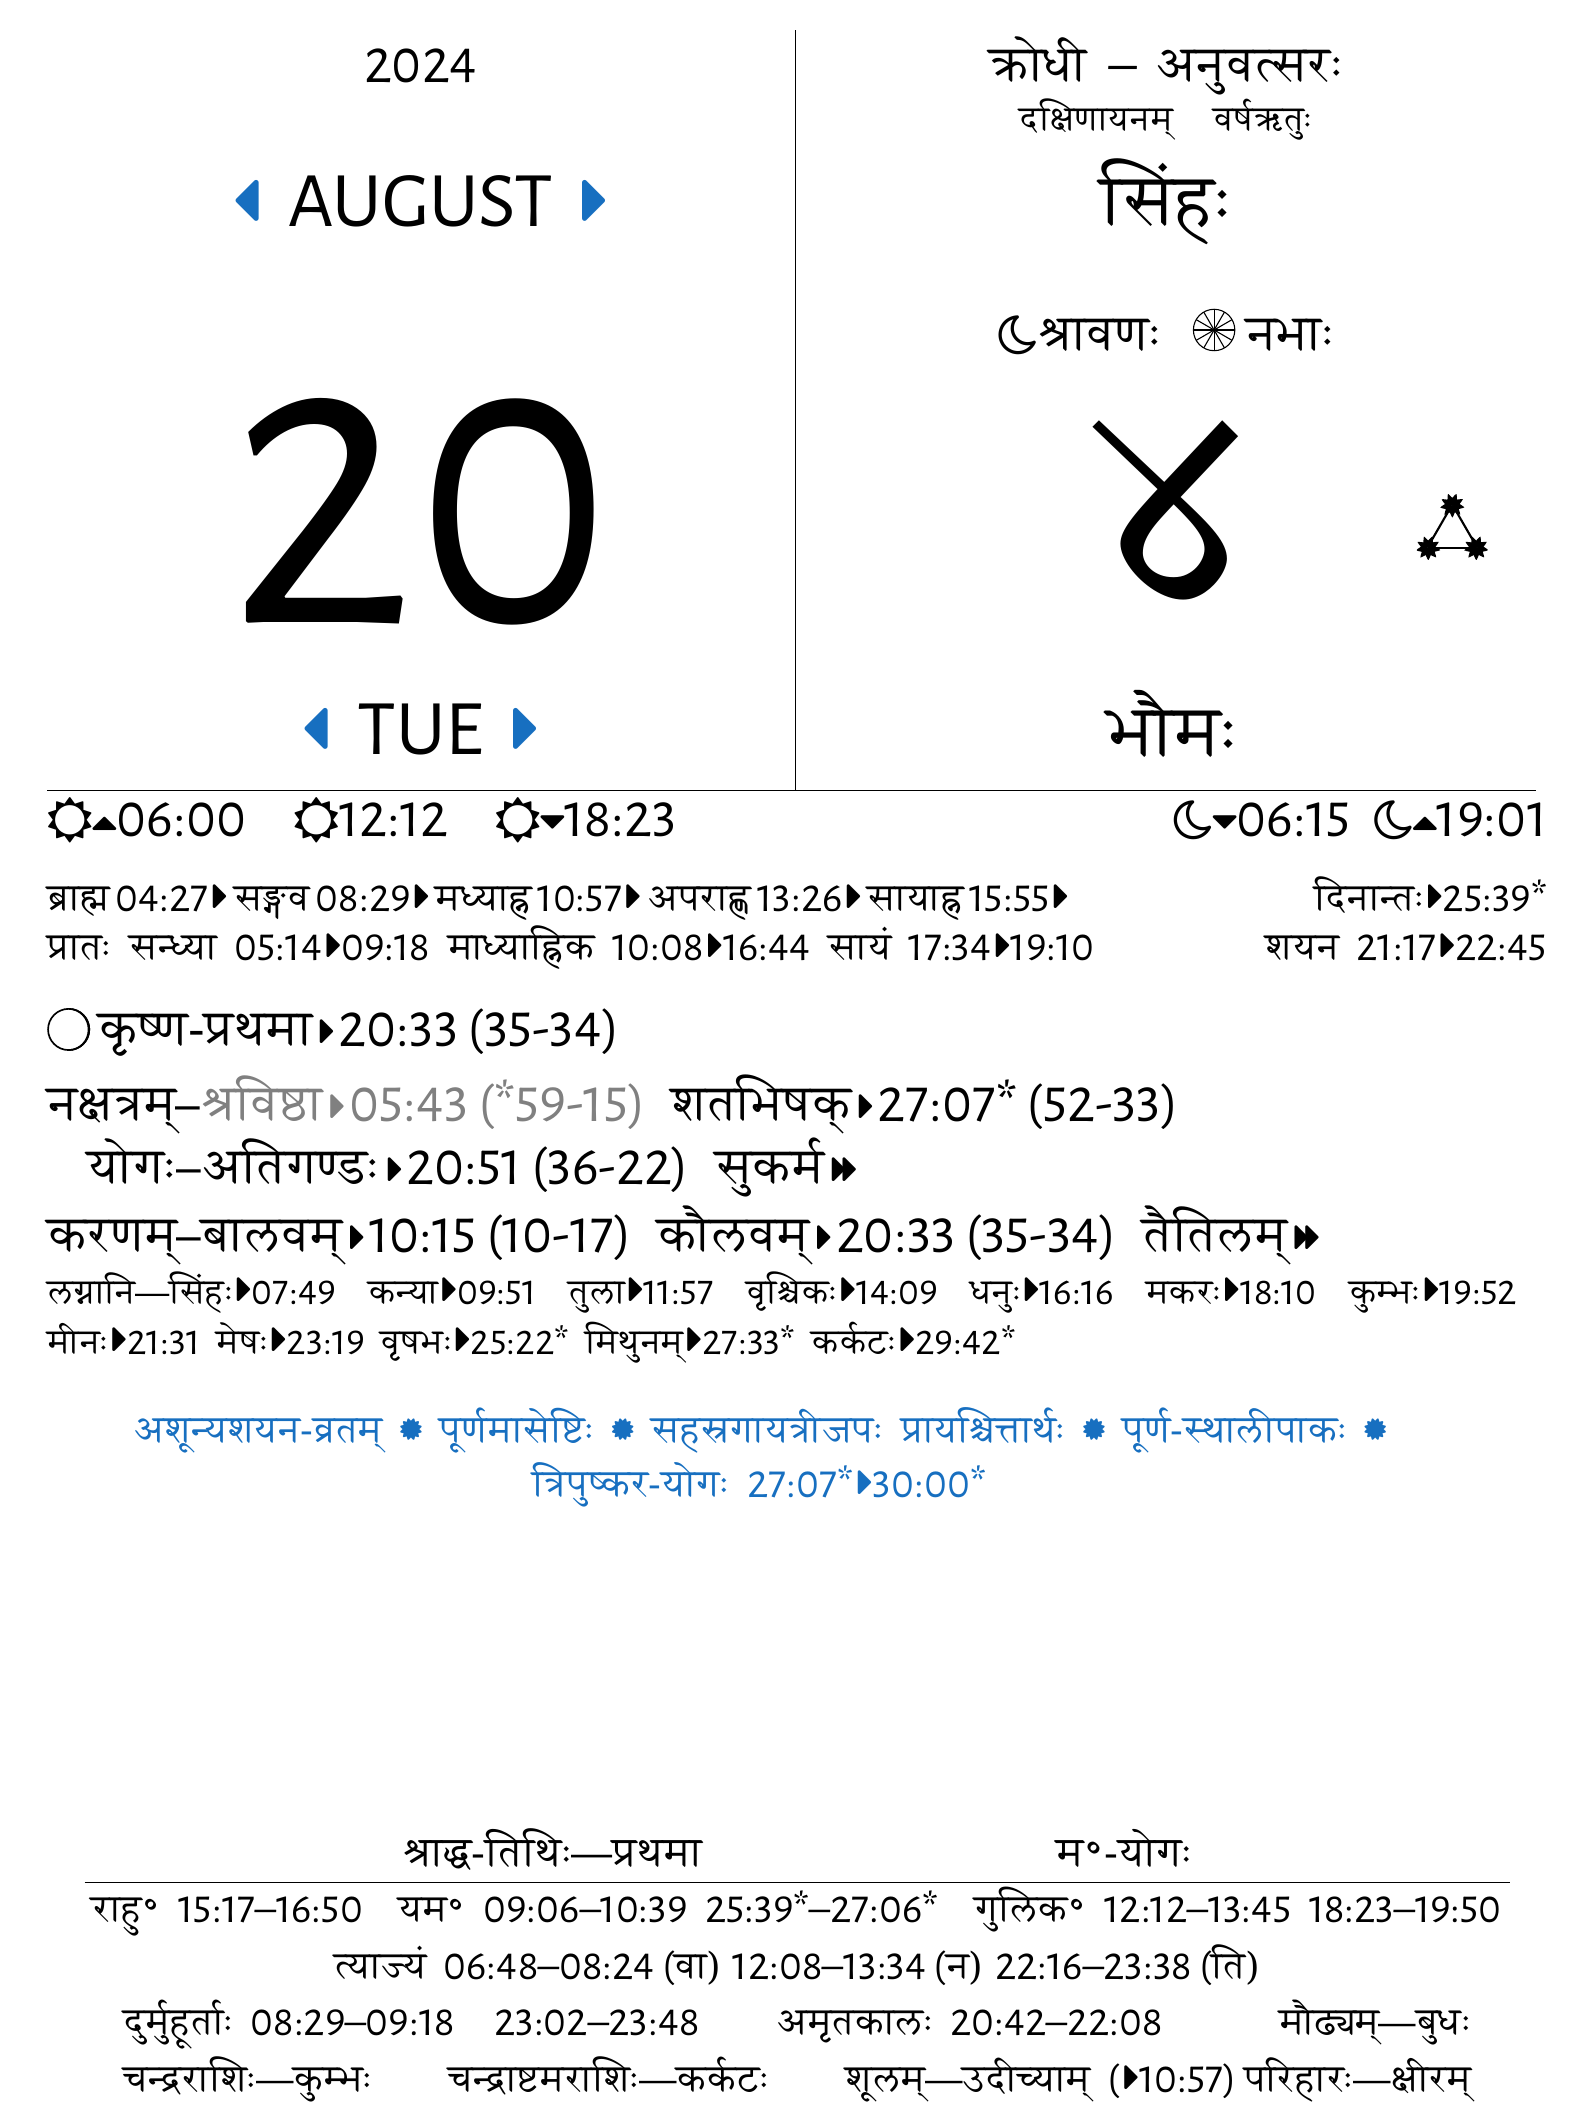 2024
AUGUST
20
TUE
क्रोधी – अनुवत्सरः
दक्षिणायनम् वर्षऋतुः
सिंहः
श्रावणः नभाः
४
भौमः
06:00 12:12 18:23 06:15 19:01
ब्राह्म 04:27 सङ्गव 08:29 मध्याह्न 10:57 अपराह्ण 13:26 सायाह्न 15:55 दिनान्तः 25:39*
प्रातः सन्ध्या 05:14 09:18 माध्याह्निक 10:08 16:44 सायं 17:34 19:10 शयन 21:17 22:45
कृष्ण-प्रथमा 20:33 (35-34)
नक्षत्रम्–श्रविष्ठा 05:43 (*59-15) शतभिषक् 27:07* (52-33)
योगः–अतिगण्डः 20:51 (36-22) सुकर्म
करणम्–बालवम् 10:15 (10-17) कौलवम् 20:33 (35-34) तैतिलम्
लग्नानि—सिंहः 07:49 कन्या 09:51 तुला 11:57 वृश्चिकः 14:09 धनुः 16:16 मकरः 18:10 कुम्भः 19:52
मीनः 21:31 मेषः 23:19 वृषभः 25:22* मिथुनम् 27:33* कर्कटः 29:42*
अशून्यशयन-व्रतम् पूर्णमासेष्टिः सहस्रगायत्रीजपः प्रायश्चित्तार्थः पूर्ण-स्थालीपाकः
त्रिपुष्कर-योगः 27:07* 30:00*
श्राद्ध-तिथिः—प्रथमा म॰-योगः
राहु॰ 15:17–16:50 यम॰ 09:06–10:39 25:39*–27:06* गुलिक॰ 12:12–13:45 18:23–19:50
त्याज्यं 06:48–08:24 (वा) 12:08–13:34 (न) 22:16–23:38 (ति)
दुर्मुहूर्ताः 08:29–09:18 23:02–23:48 अमृतकालः 20:42–22:08 मौढ्यम्—बुधः
चन्द्रराशिः—कुम्भः चन्द्राष्टमराशिः—कर्कटः शूलम्—उदीच्याम् (10:57) परिहारः—क्षीरम्